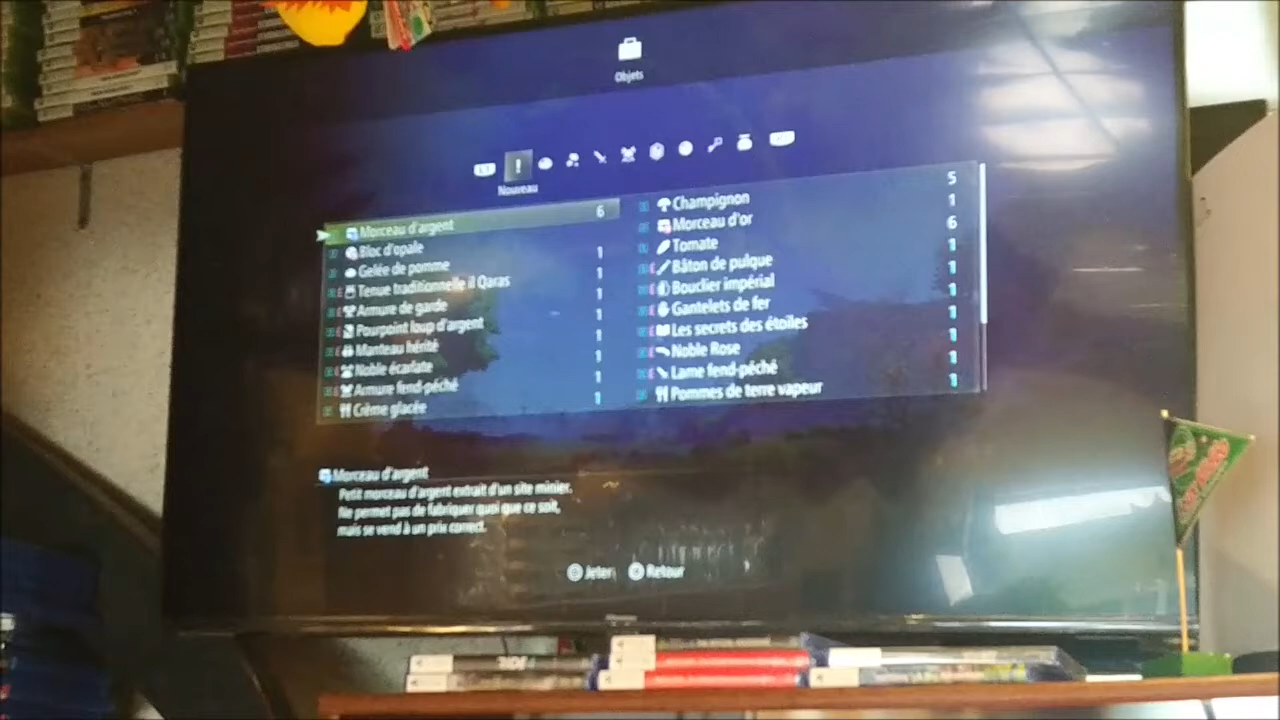 Objets
Nouveau
Morceau d'argent 6
Bloc d'opale 1
Gelée de pomme 1
Tenue traditionnelle il Qaras 1
Armure de garde 1
Pourpoint loup d'argent 1
Manteau hérité 1
Noble écarlate 1
Armure fend-péché 1
Crème glacée
Champignon 5
Morceau d'or 1
Tomate 6
Bâton de pulque 1
Bouclier impérial 1
Gantelets de fer 1
Les secrets des étoiles 1
Noble Rose 1
Lame fend-péché 1
Pommes de terre vapeur 1
Morceau d'argent
Petit morceau d'argent extrait d'un site minier.
Ne permet pas de fabriquer quoi que ce soit,
mais se vend à un prix correct.
Jeter Retour